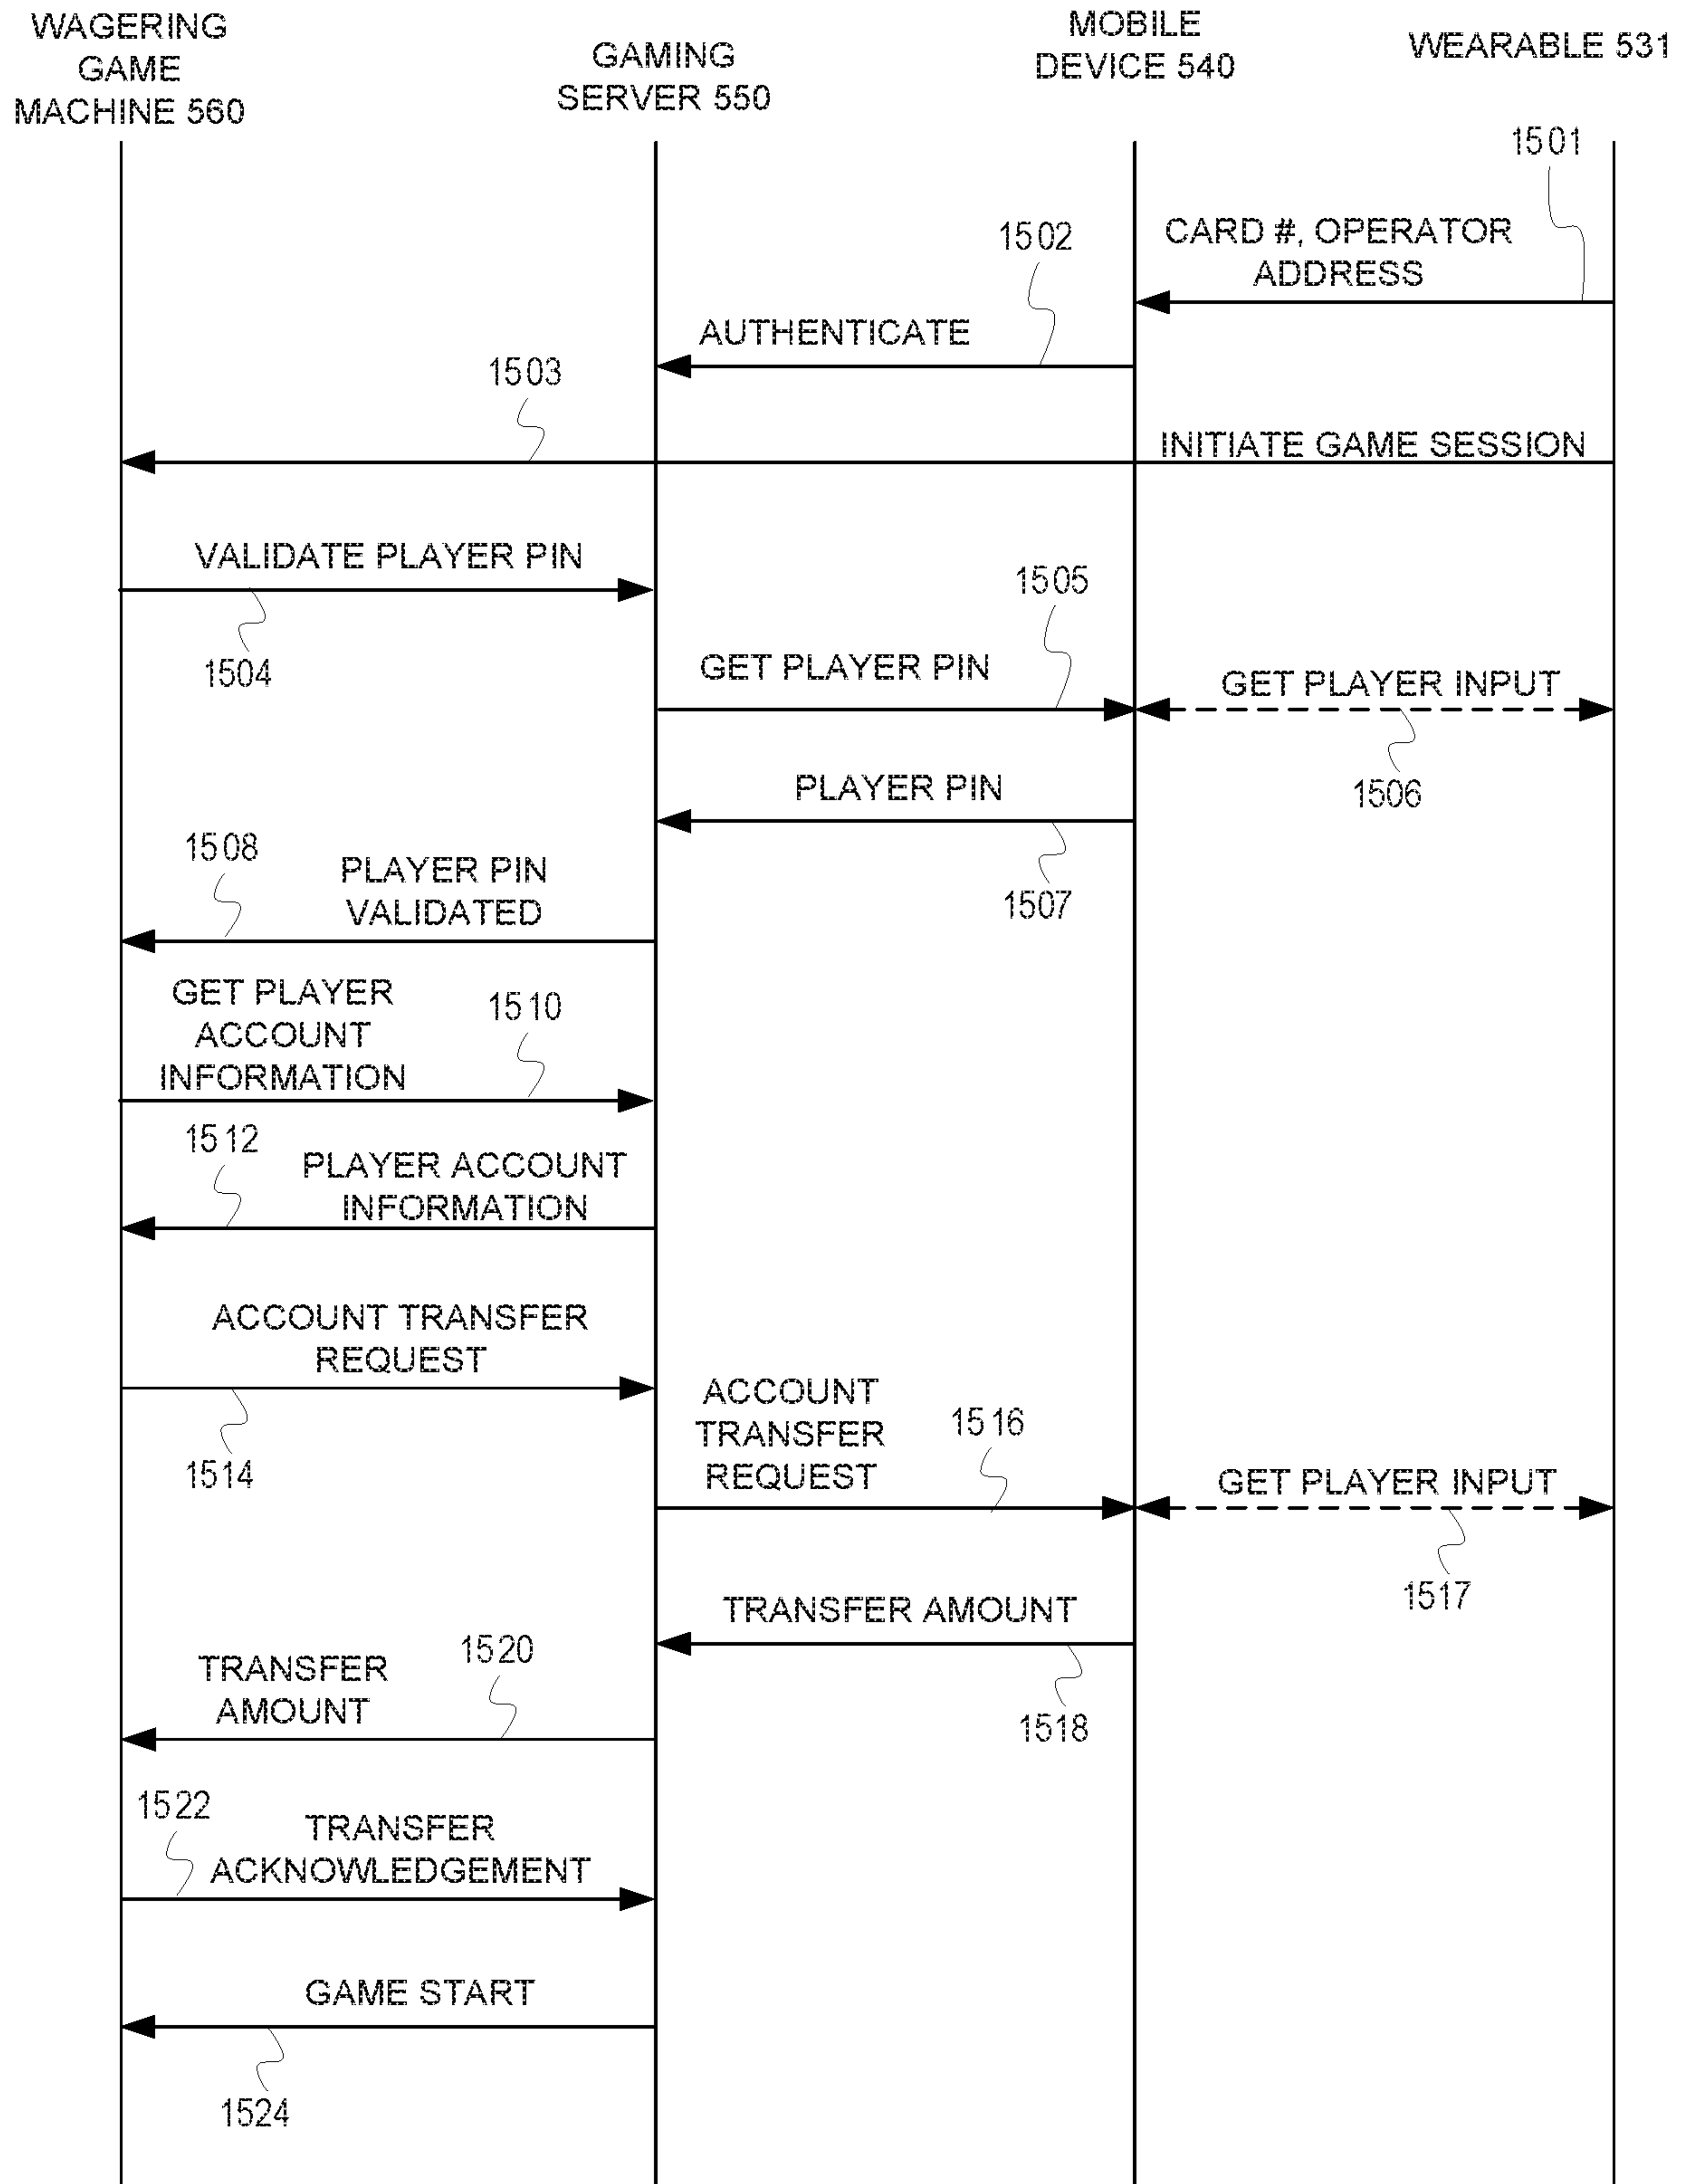 WAGERING
GAME
MACHINE 560
GAMING
SERVER 550
MOBILE
DEVICE 540
WEARABLE 531
1501
CARD #, OPERATOR
ADDRESS
1502
AUTHENTICATE
1503
INITIATE GAME SESSION
VALIDATE PLAYER PIN
1504
1505
GET PLAYER PIN
GET PLAYER INPUT
1506
PLAYER PIN
1507
1508
PLAYER PIN
VALIDATED
GET PLAYER
ACCOUNT
INFORMATION
1510
1512
PLAYER ACCOUNT
INFORMATION
ACCOUNT TRANSFER
REQUEST
1514
ACCOUNT
TRANSFER
REQUEST
1516
GET PLAYER INPUT
1517
TRANSFER AMOUNT
1518
1520
TRANSFER
AMOUNT
1522
TRANSFER
ACKNOWLEDGEMENT
GAME START
1524